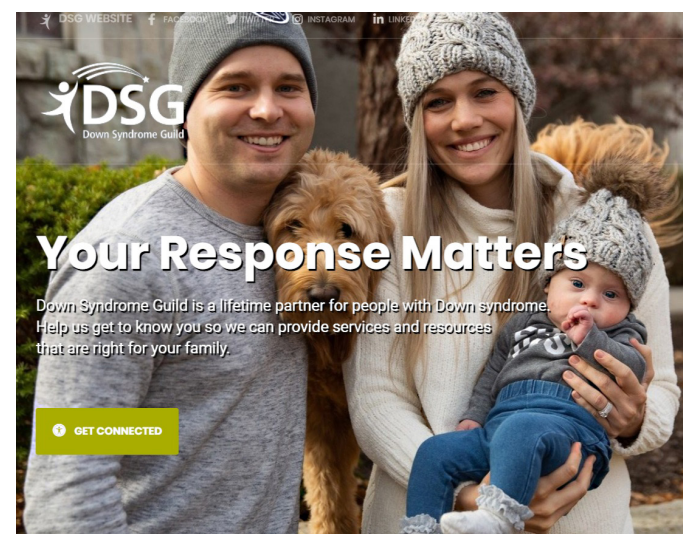 DSG WEBSITE FACEBOOK TWITTER INSTAGRAM
DSG
Down Syndrome Guild
Your Response Matters
Down Syndrome Guild is a lifetime partner for people with Down syndrome.
Help us get to know you so we can provide services and resources
that are right for your family.
GET CONNECTED